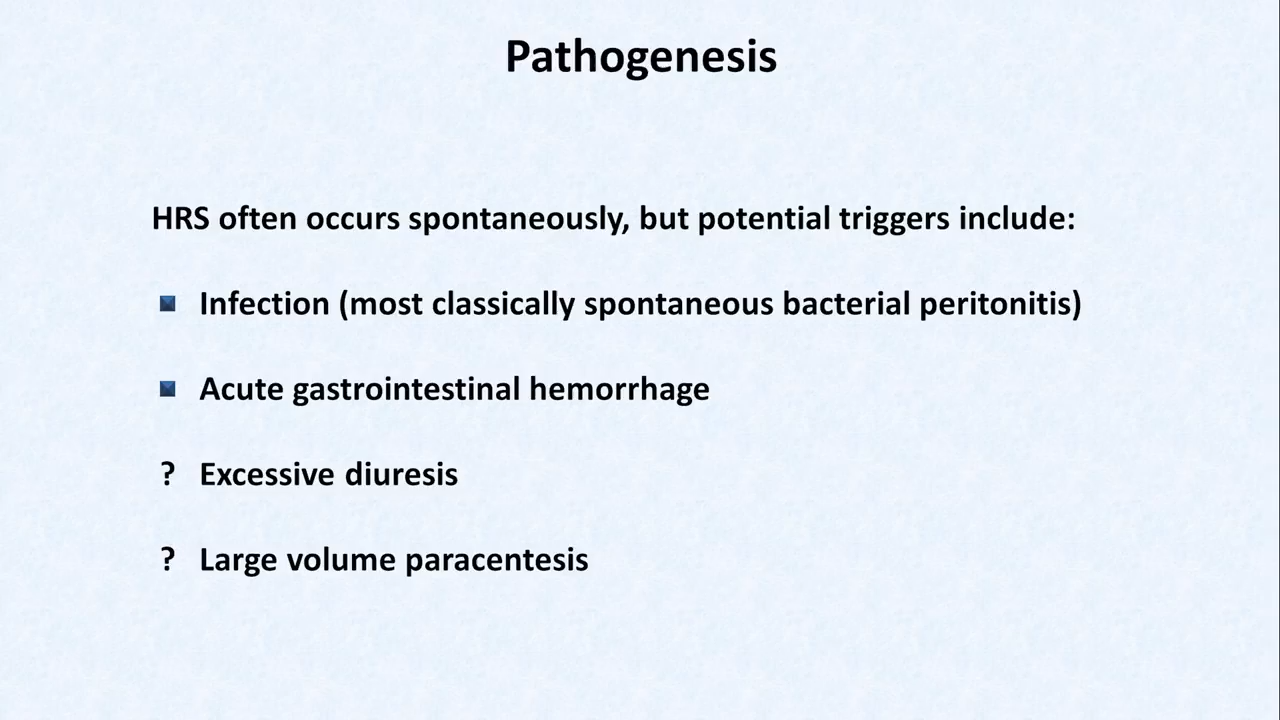 Pathogenesis
HRS often occurs spontaneously, but potential triggers include:
Infection (most classically spontaneous bacterial peritonitis)
Acute gastrointestinal hemorrhage
? Excessive diuresis
? Large volume paracentesis